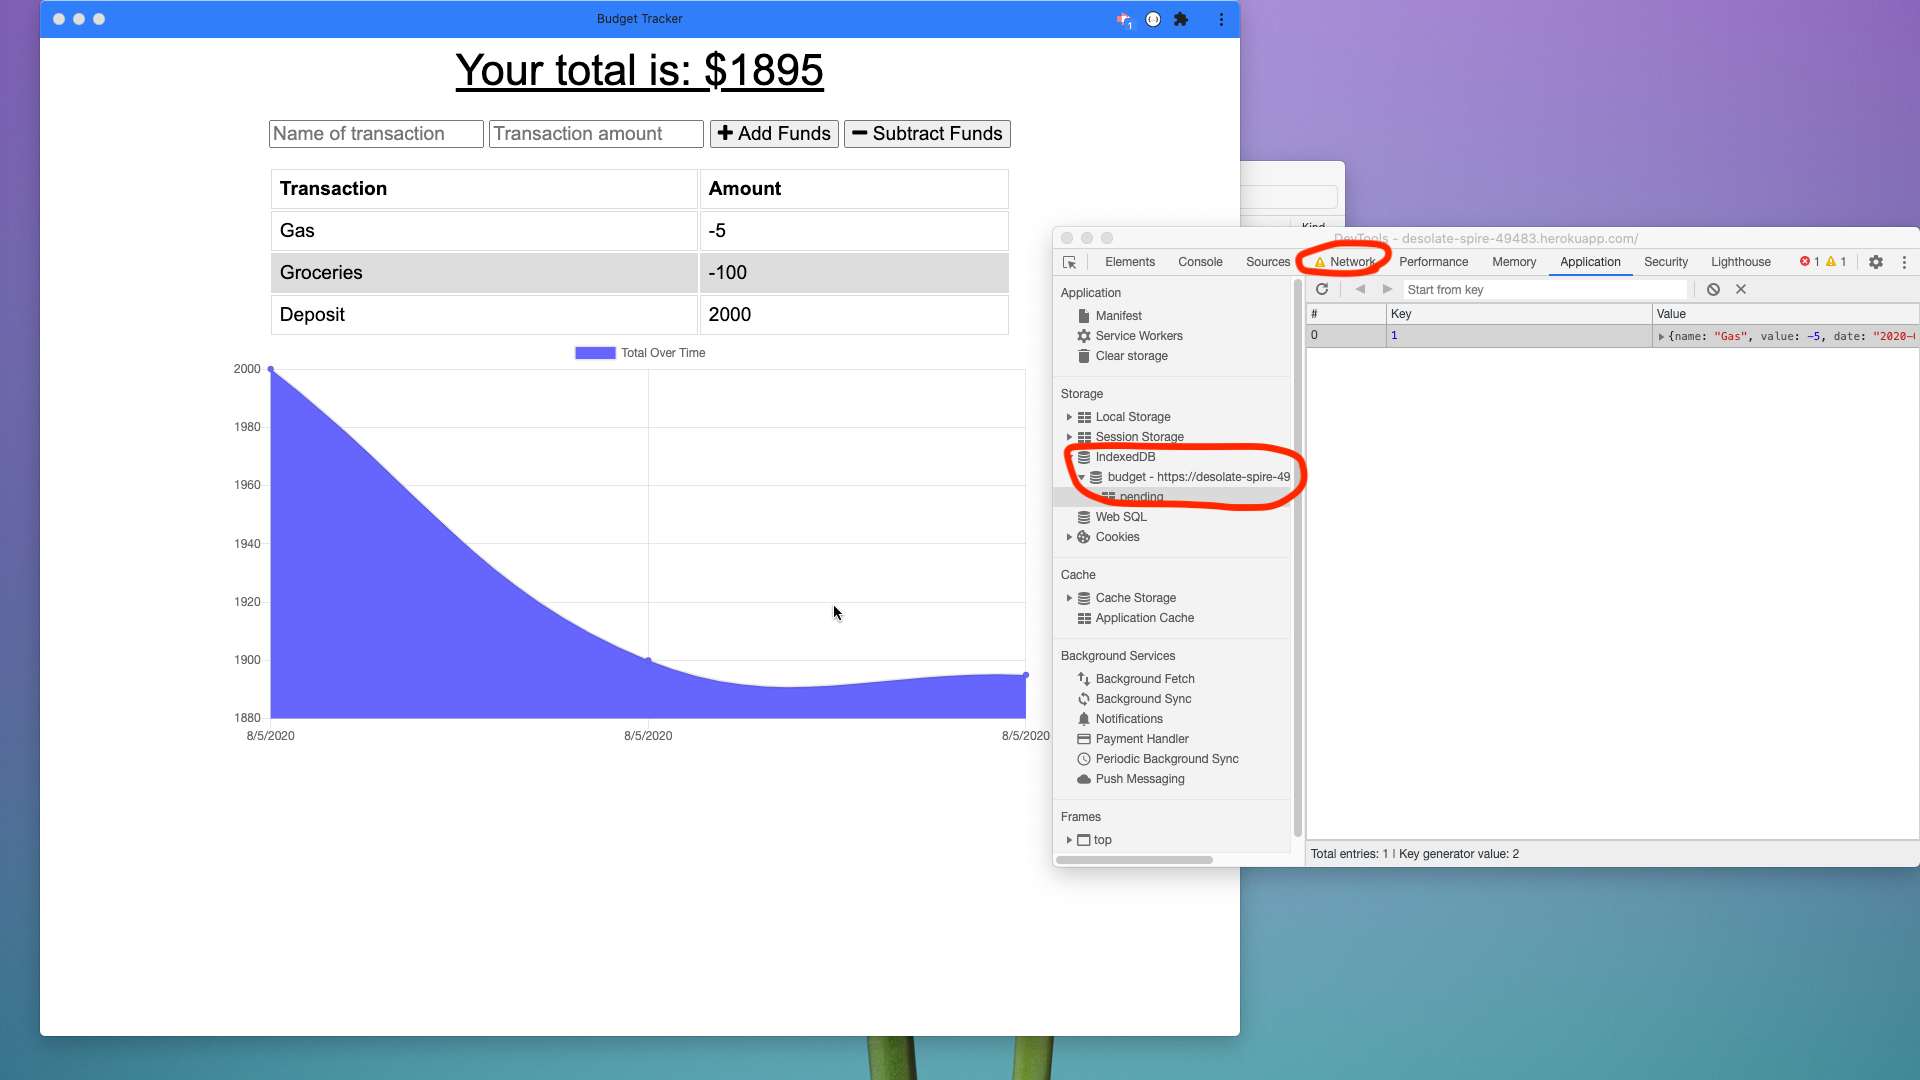 Budget Tracker
1
Your total is: $1895
Name of transaction Transaction amount Add Funds Subtract Funds
Transaction Amount
Gas -5
Groceries -100
Deposit 2000
Total Over Time
2000
1980
1960
1940
1920
1900
1880
8/5/2020 8/5/2020 8/5/2020
Kind
DevTools - desolate-spire-49483.herokuapp.com/
Elements Console Sources Network Performance Memory Application Security Lighthouse 1 1
Application
Manifest
Service Workers
Clear storage
Storage
Local Storage
Session Storage
IndexedDB
budget - https://desolate-spire-49
pending
Web SQL
Cookies
Cache
Cache Storage
Application Cache
Background Services
Background Fetch
Background Sync
Notifications
Payment Handler
Periodic Background Sync
Push Messaging
Frames
top
Start from key
# Key Value
0 1 {name: "Gas", value: -5, date: "2020-
Total entries: 1 | Key generator value: 2